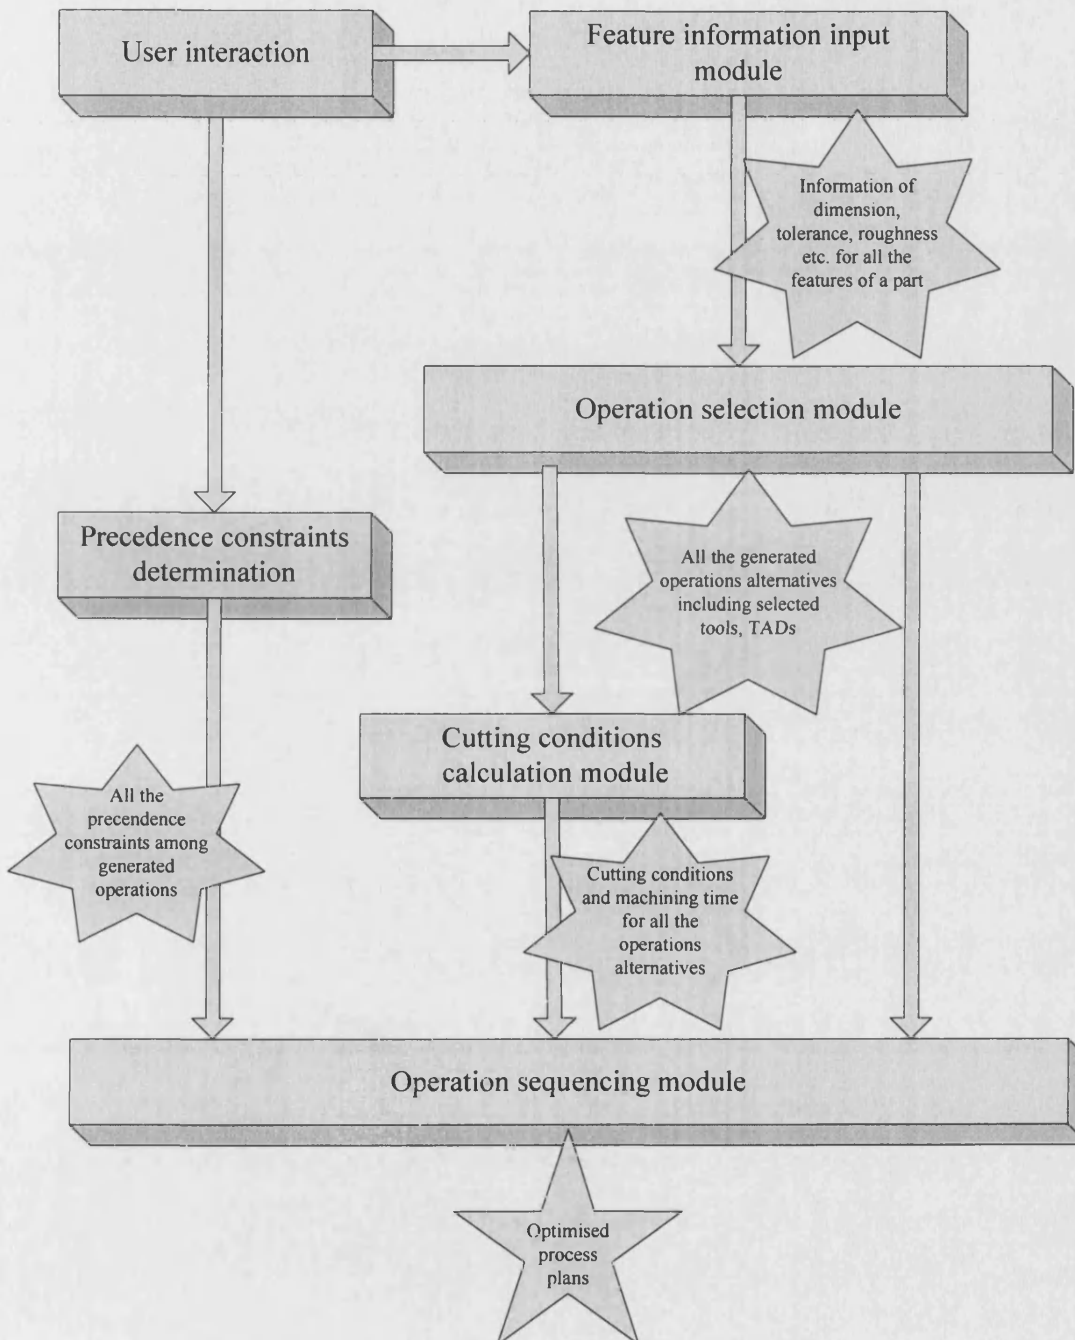 User interaction
Feature information input
module
Information of
dimension,
tolerance, roughness
etc. for all the
features of a part
Operation selection module
Precedence constraints
determination
All the generated
operations alternatives
including selected
tools, TADs
Cutting conditions
calculation module
All the
precendence
constraints among
generated
operations
Cutting conditions
and machining time
for all the
operations
alternatives
Operation sequencing module
Optimised
process
plans